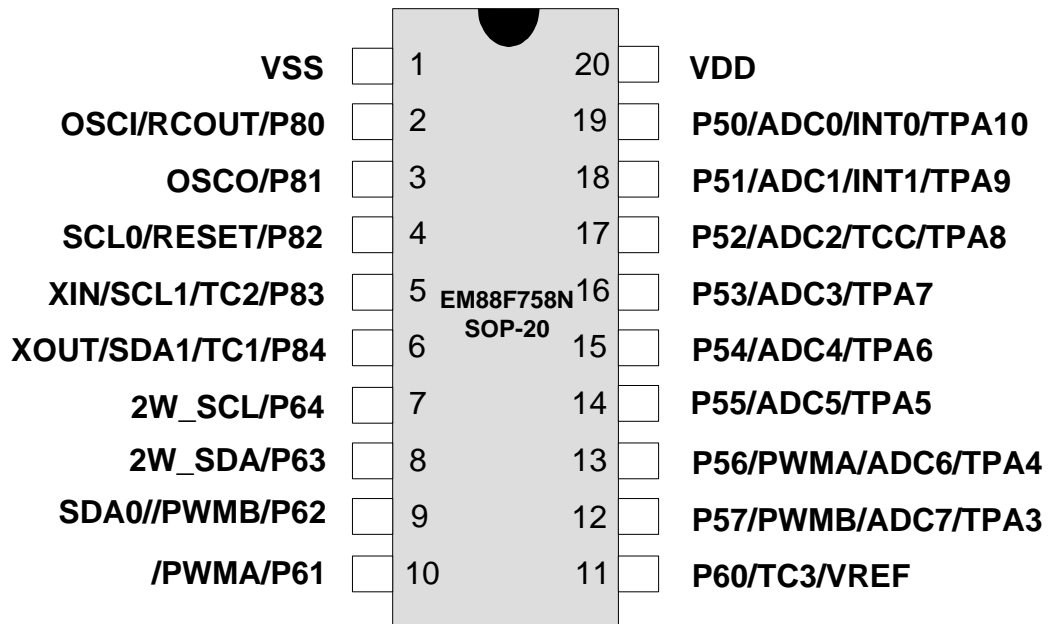 VSS 1 20 VDD
OSCI/RCOUT/P80 2 19 P50/ADC0/INT0/TPA10
OSCO/P81 3 18 P51/ADC1/INT1/TPA9
SCL0/RESET/P82 4 17 P52/ADC2/TCC/TPA8
XIN/SCL1/TC2/P83 5 EM88F758N 16 P53/ADC3/TPA7
SOP-20
XOUT/SDA1/TC1/P84 6 15 P54/ADC4/TPA6
2W_SCL/P64 7 14 P55/ADC5/TPA5
2W_SDA/P63 8 13 P56/PWMA/ADC6/TPA4
SDA0//PWMB/P62 9 12 P57/PWMB/ADC7/TPA3
/PWMA/P61 10 11 P60/TC3/VREF